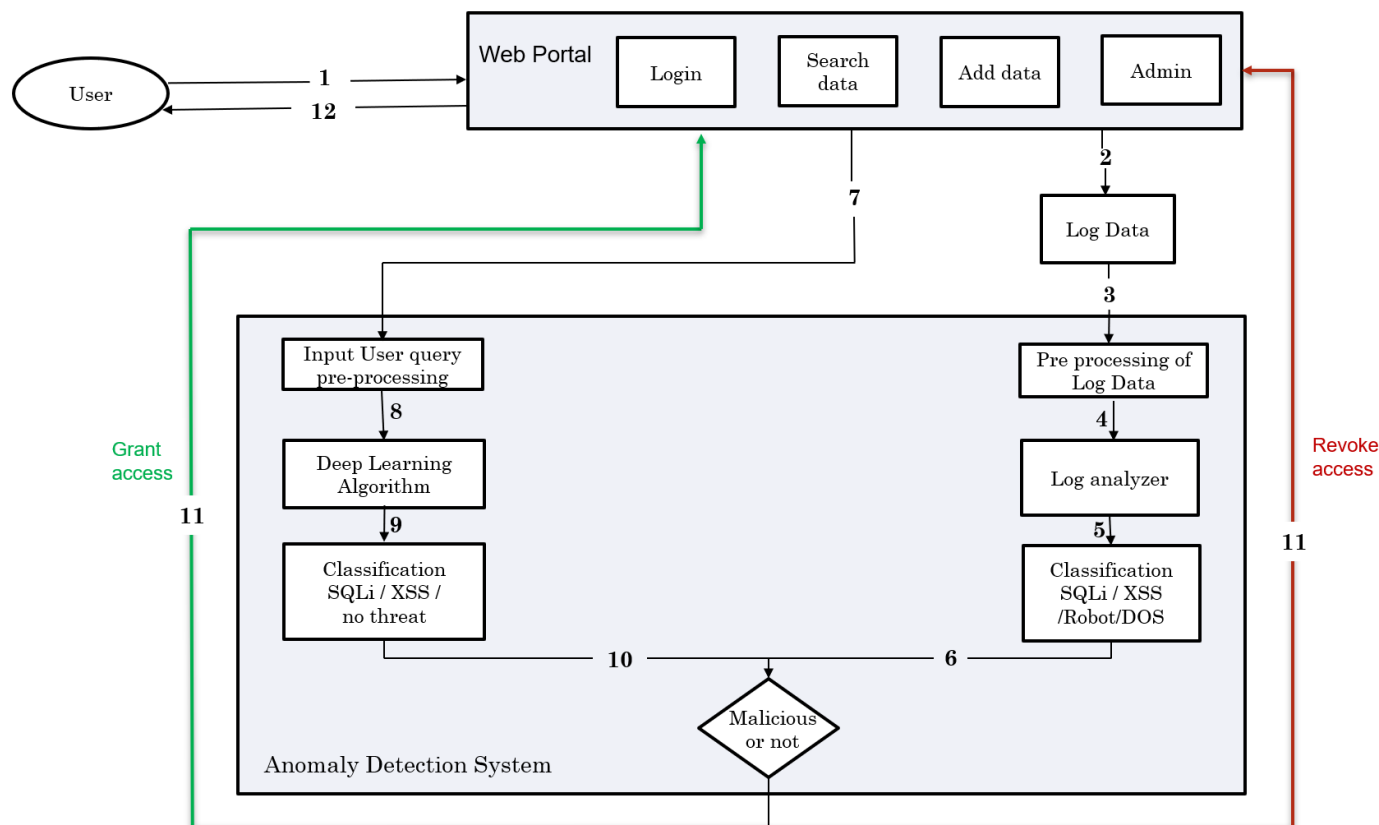 Web Portal
Login
Search
data
Add data
Admin
User
1
12
2
7
Log Data
3
Input User query
pre-processing
Pre processing of
Log Data
8
4
Grant
access
Deep Learning
Algorithm
Log analyzer
Revoke
access
11
9
5
11
Classification
SQLi / XSS /
no threat
Classification
SQLi / XSS
/Robot/DOS
10
6
Malicious
or not
Anomaly Detection System